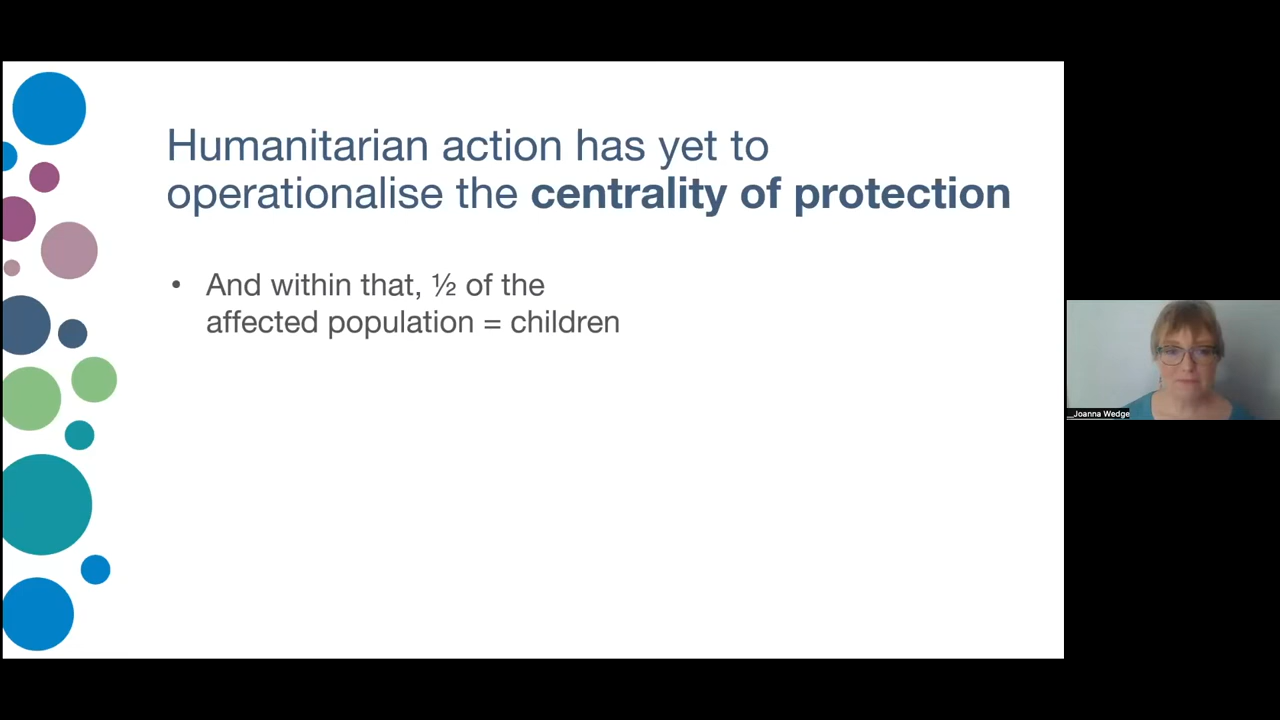 Humanitarian action has yet to
operationalise the centrality of protection
• And within that, ½ of the
affected population = children
Joanna Wedge